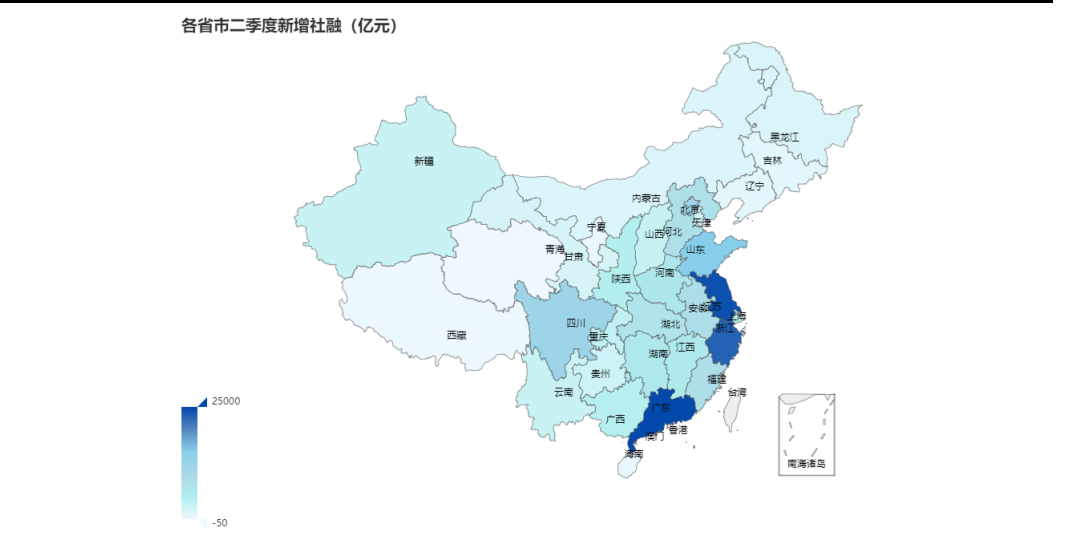 各省市二季度新增社融（亿元）
黑龙江
新疆
吉林
辽宁
内蒙古
北京
天津
宁夏
山西
河北
青海
甘肃
山东
陕西
河南
安徽
江苏
上海
四川
湖北
浙江
西藏
重庆
湖南
江西
贵州
福建
云南
台湾
25000
广东
广西
香港
澳门
海南
南海诸岛
-50